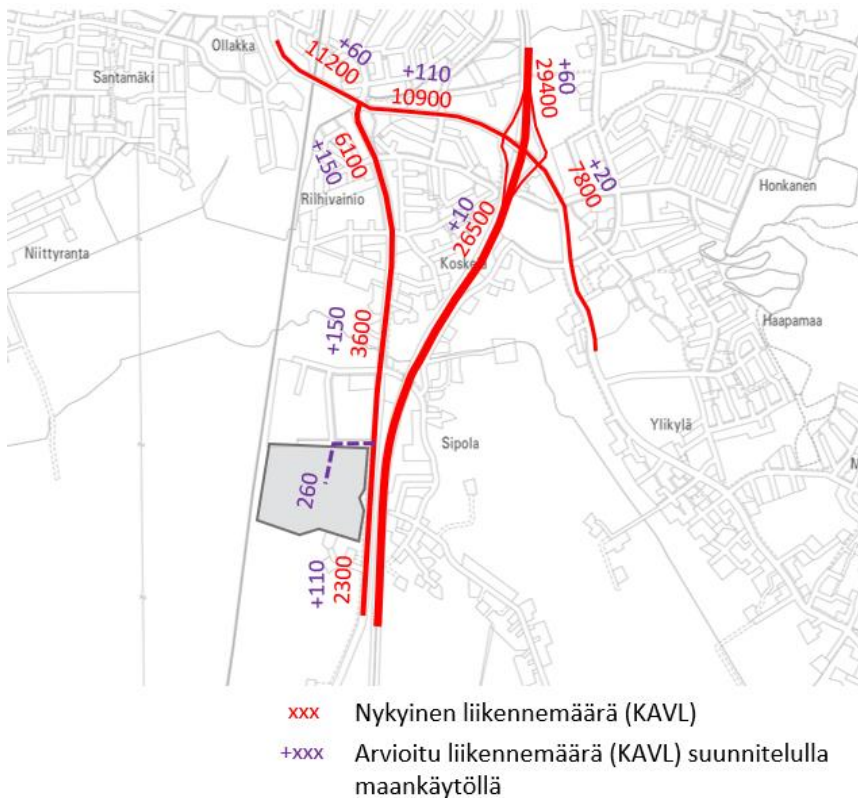 Ollakka
+60
11200
Santamäki
+110
10900
+60
29400
6100
+150
+20
7800
Riihivainio
Honkanen
+10
26500
Niittyranta
Koskela
Haapamaa
+150
3600
Sipola
Ylikylä
260
+110
2300
xxx Nykyinen liikennemäärä (KAVL)
+xxx Arvioitu liikennemäärä (KAVL) suunnitelulla
maankäytöllä